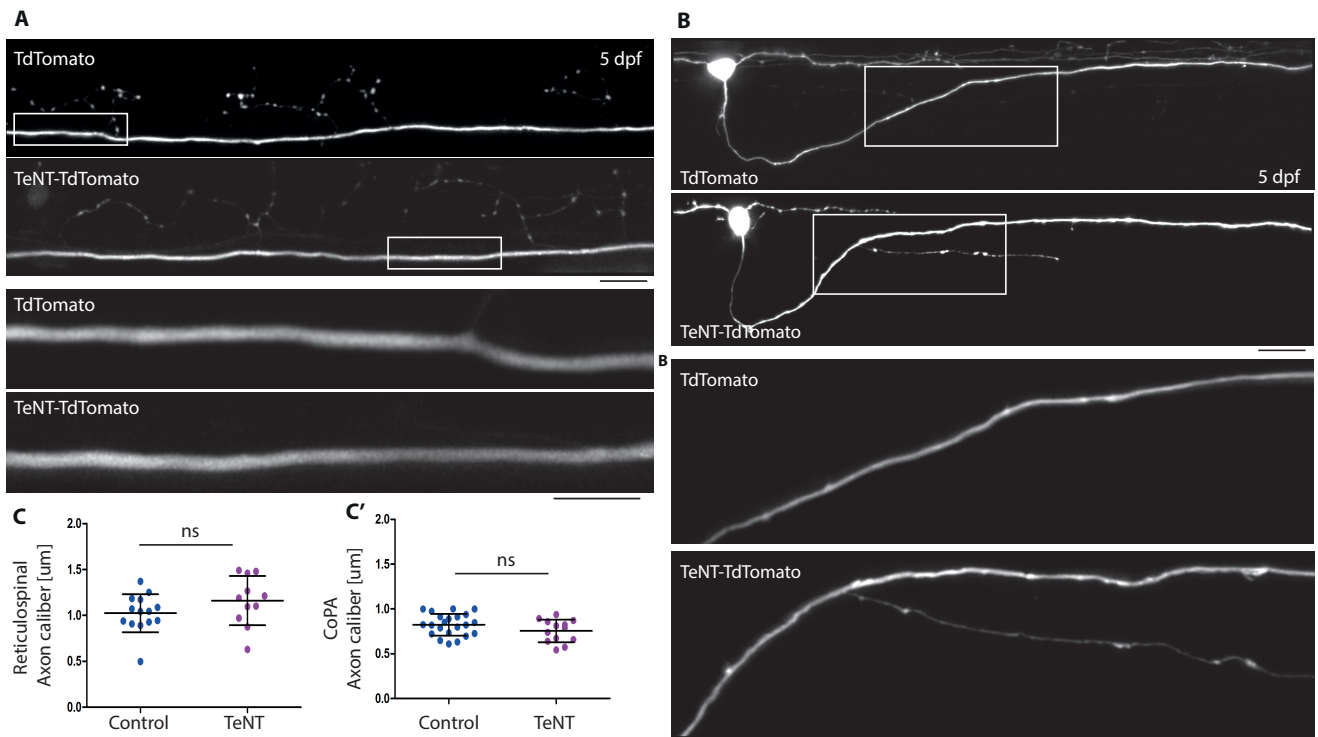 A
TdTomato
5 dpf
TeNT-TdTomato
TdTomato
TeNT-TdTomato
B
TdTomato
5 dpf
TeNT-TdTomato
B
TdTomato
TeNT-TdTomato
C
Reticulospinal
Axon caliber [um]
2.0
1.5
1.0
0.5
0.0
ns
Control
TeNT
C'
CoPA
Axon caliber [um]
2.0
1.5
1.0
0.5
0.0
ns
Control
TeNT